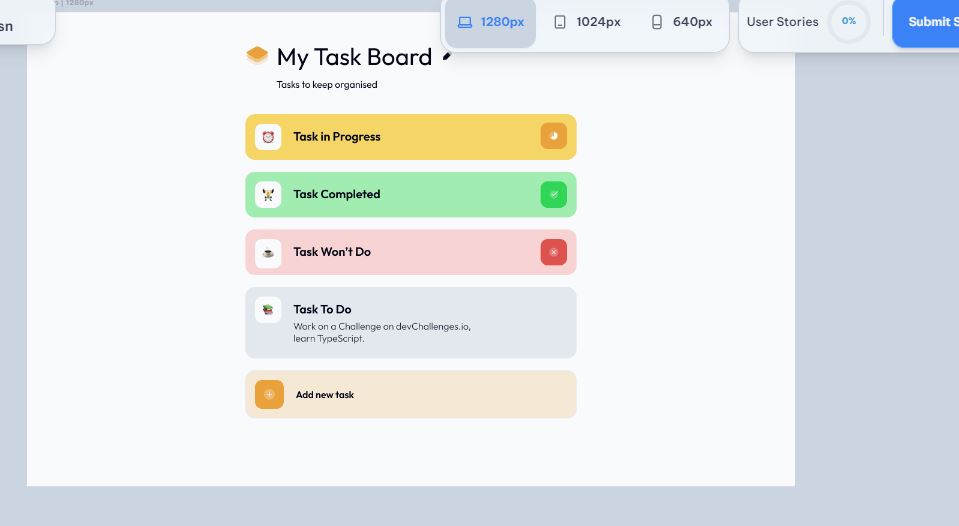 | 1280px
sn
1280px
1024px
640px
User Stories
0%
Submit S
My Task Board
Tasks to keep organised
Task in Progress
Task Completed
Task Won't Do
Task To Do
Work on a Challenge on devChallenges.io,
learn TypeScript.
Add new task